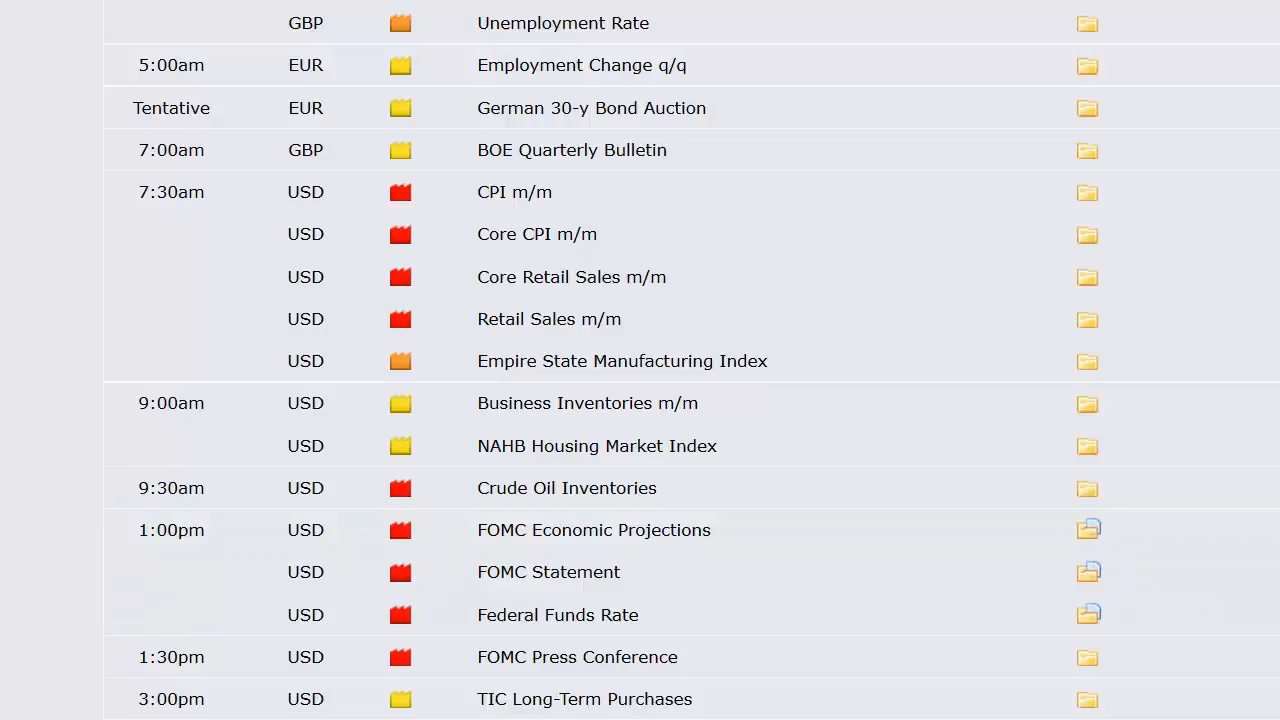 GBP Unemployment Rate
5:00am EUR Employment Change q/q
Tentative EUR German 30-y Bond Auction
7:00am GBP BOE Quarterly Bulletin
7:30am USD CPI m/m
USD Core CPI m/m
USD Core Retail Sales m/m
USD Retail Sales m/m
USD Empire State Manufacturing Index
9:00am USD Business Inventories m/m
USD NAHB Housing Market Index
9:30am USD Crude Oil Inventories
1:00pm USD FOMC Economic Projections
USD FOMC Statement
USD Federal Funds Rate
1:30pm USD FOMC Press Conference
3:00pm USD TIC Long-Term Purchases